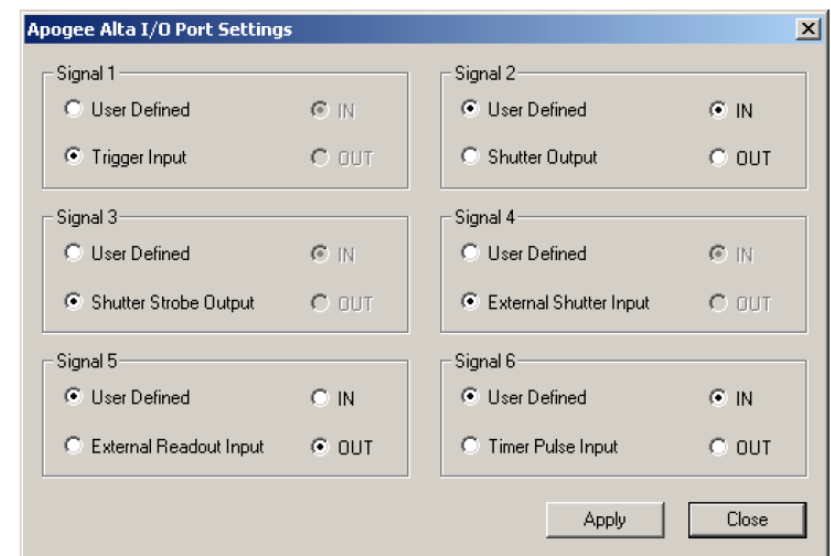 Apogee Alta I/O Port Settings
Signal 1
User Defined
IN
Trigger Input
OUT
Signal 2
User Defined
IN
Shutter Output
OUT
Signal 3
User Defined
IN
Shutter Strobe Output
OUT
Signal 4
User Defined
IN
External Shutter Input
OUT
Signal 5
User Defined
IN
External Readout Input
OUT
Signal 6
User Defined
IN
Timer Pulse Input
OUT
Apply
Close